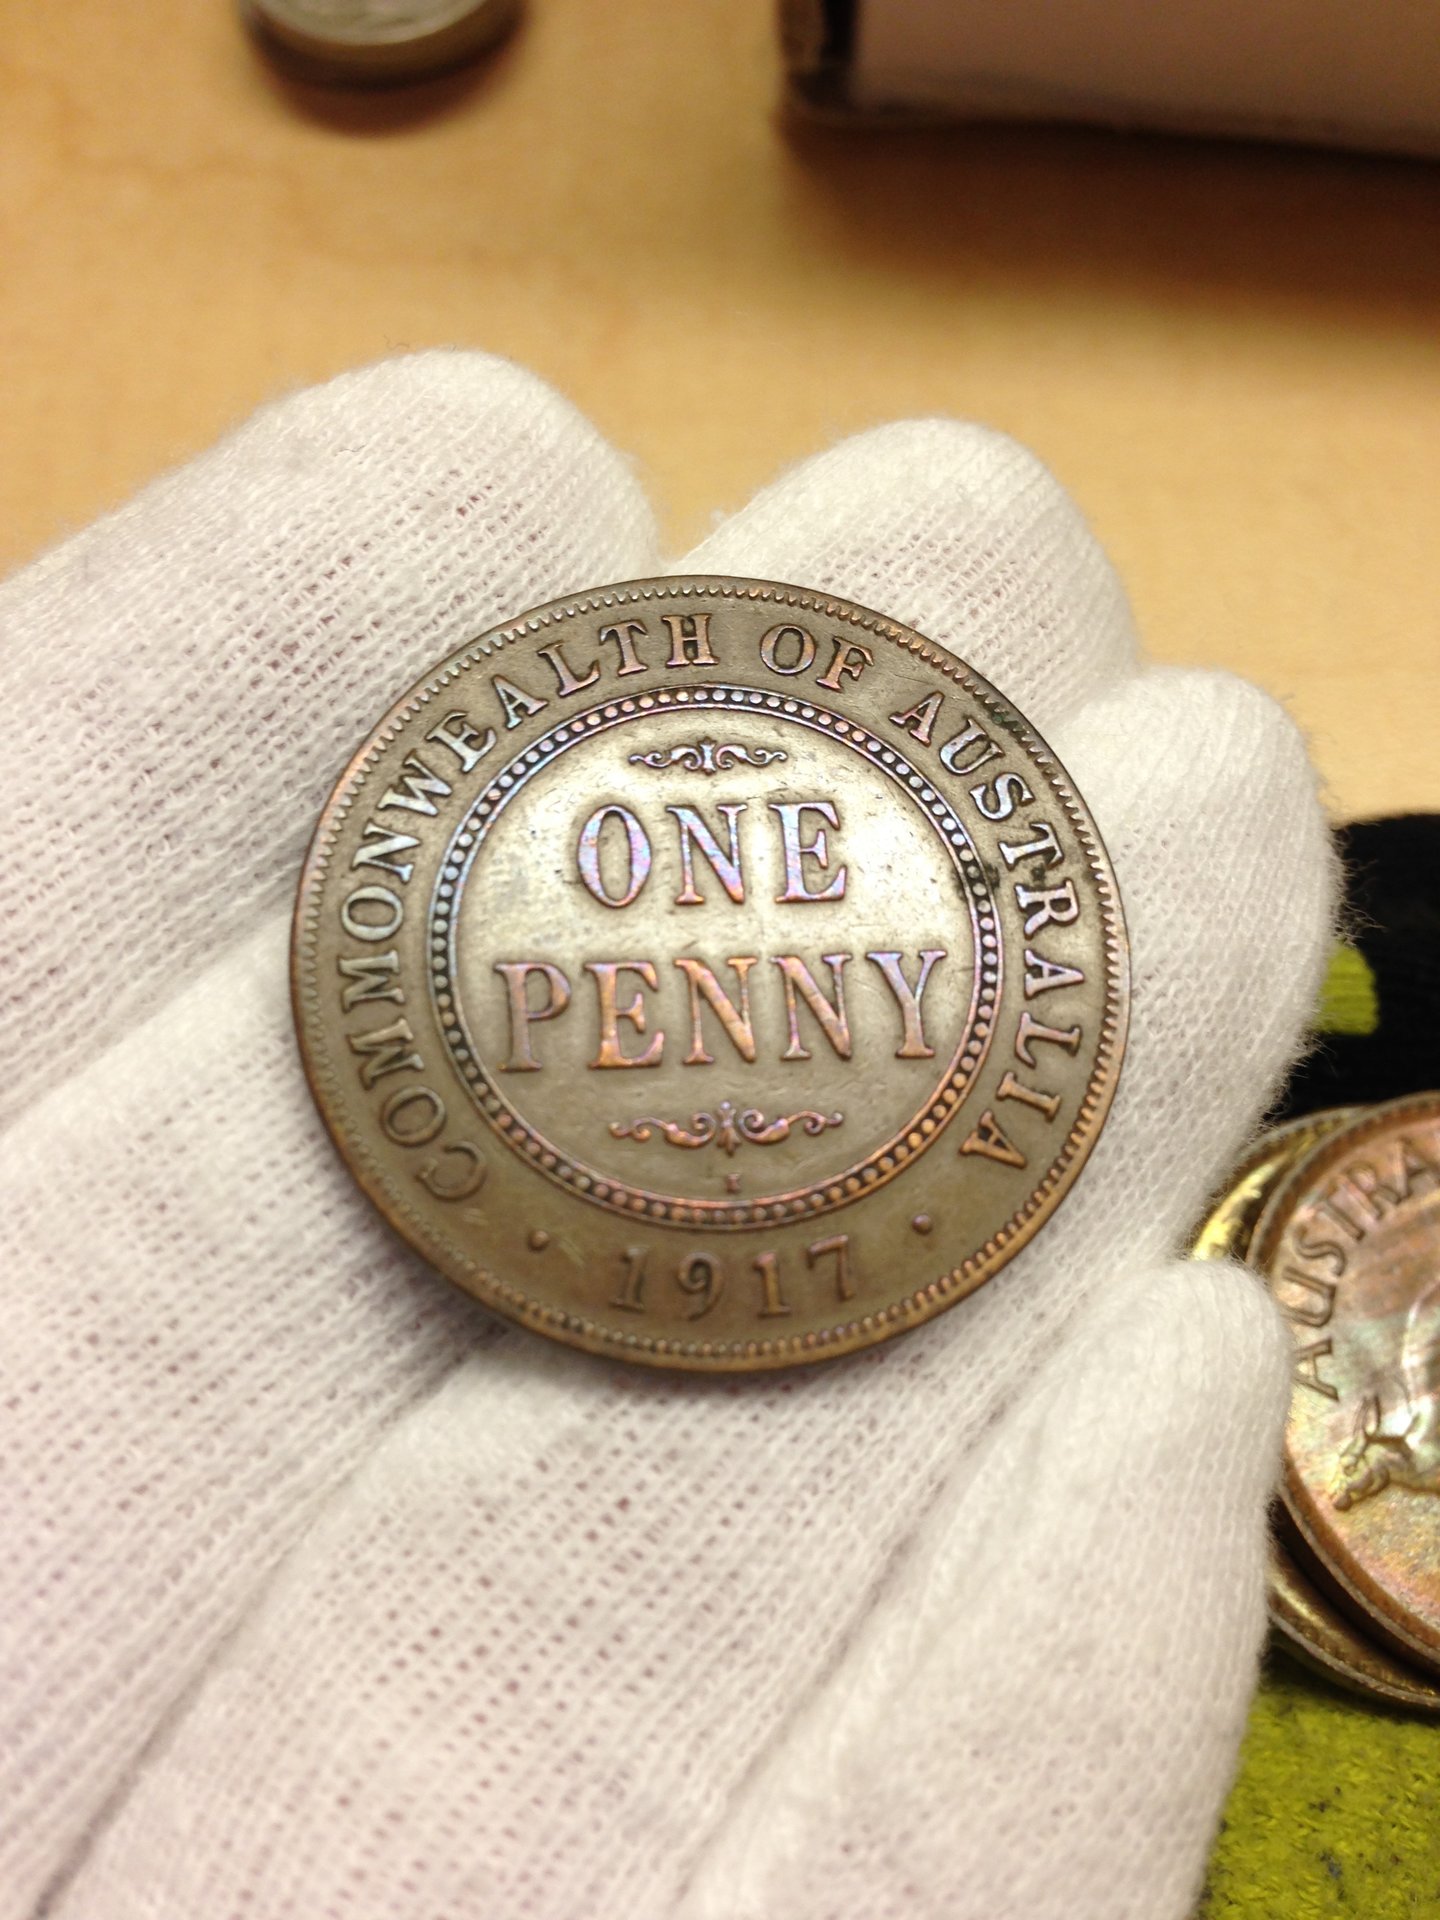 COMMONWEALTH OF AUSTRALIA
ONE
PENNY
I
· 1917 ·
AUSTRA